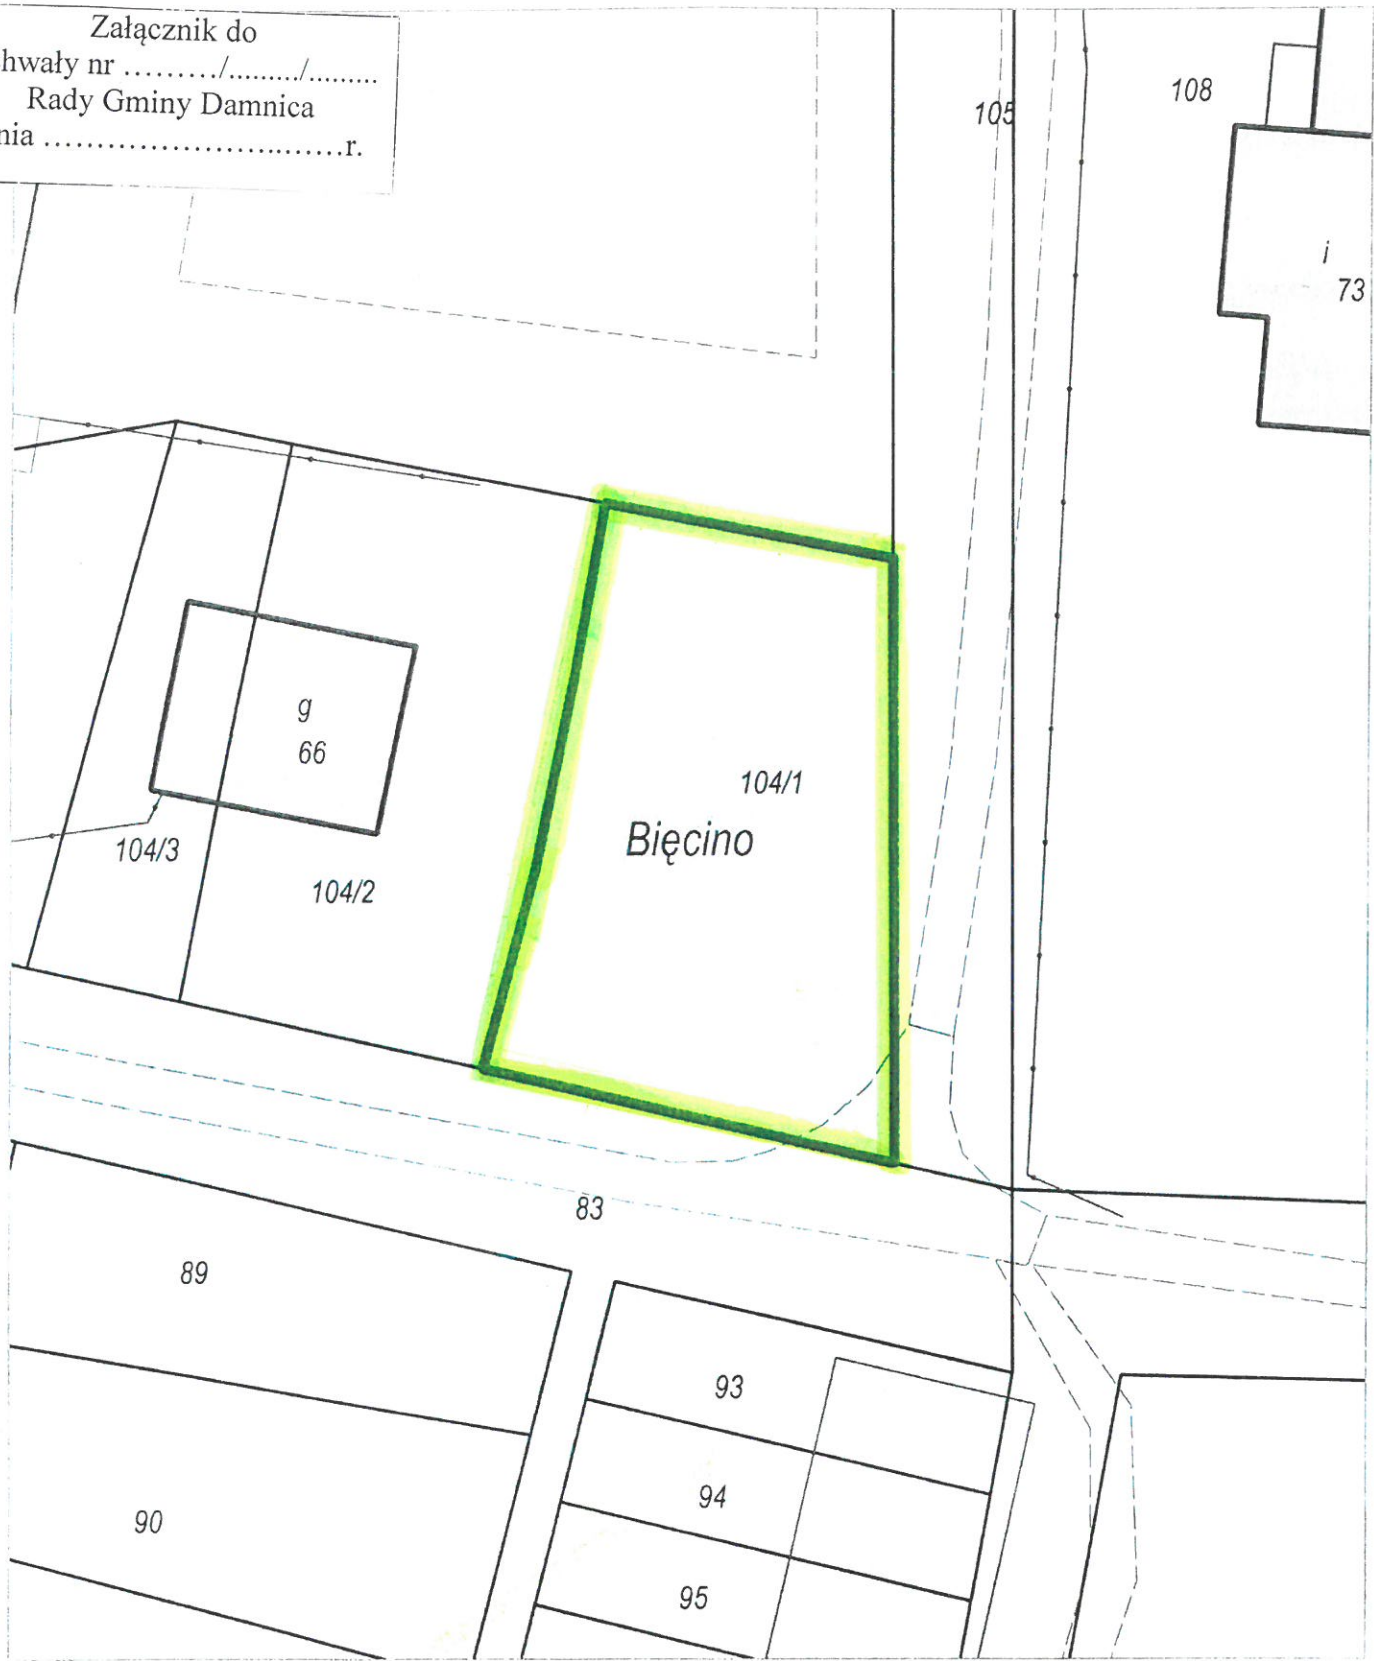 Załącznik do
hwały nr ........./........./.........
Rady Gminy Damnica
nia ..................................r.
105
108
i
73
g
66
104/1
Bięcino
104/3
104/2
83
89
93
94
90
95